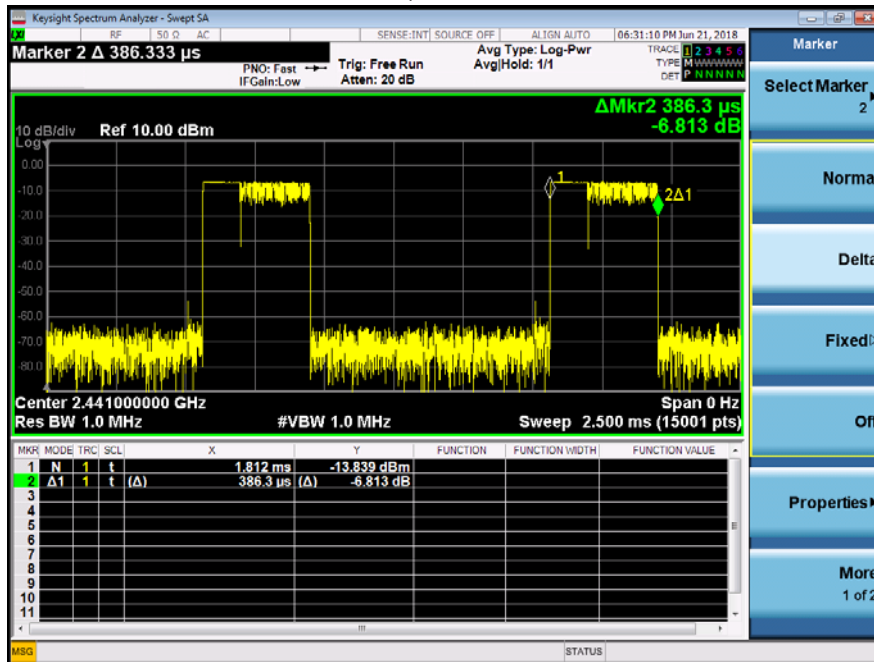 Keysight Spectrum Analyzer - Swept SA
LXI RF 50 Ω AC SENSE:INT SOURCE OFF ALIGN AUTO 06:31:10 PM Jun 21, 2018
Marker 2 Δ 386.333 µs
PNO: Fast
IFGain:Low
Trig: Free Run
Atten: 20 dB
Avg Type: Log-Pwr
Avg|Hold: 1/1
TRACE 1 2 3 4 5 6
TYPE M WWWWW
DET P N N N N N
ΔMkr2 386.3 µs
-6.813 dB
10 dB/div Ref 10.00 dBm
Log
0.00
-10.0
-20.0
-30.0
-40.0
-50.0
-60.0
-70.0
-80.0
1
2Δ1
Center 2.441000000 GHz Span 0 Hz
Res BW 1.0 MHz #VBW 1.0 MHz Sweep 2.500 ms (15001 pts)
MKR MODE TRC SCL X Y FUNCTION FUNCTION WIDTH FUNCTION VALUE
1 N 1 t 1.812 ms -13.839 dBm
2 Δ1 1 t (Δ) 386.3 µs (Δ) -6.813 dB
3
4
5
6
7
8
9
10
11
MSG STATUS
Marker
Select Marker
2
Norma
Delta
Fixed
Off
Properties
More
1 of 2